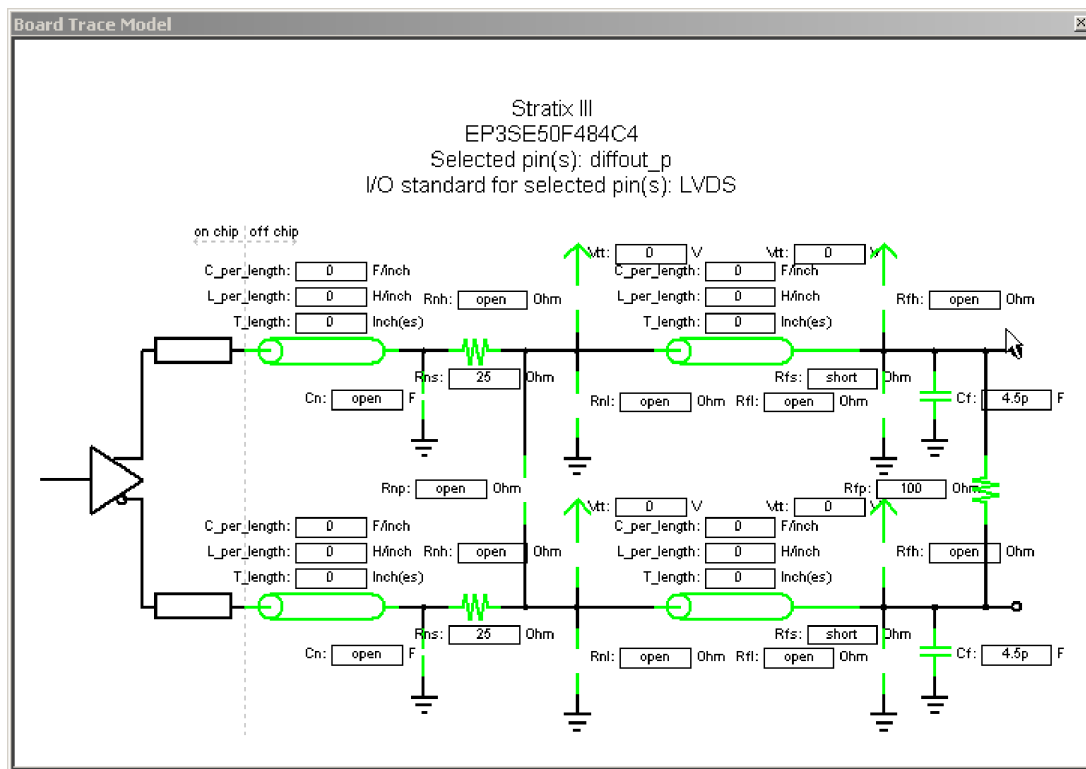 Board Trace Model
Stratix III
EP3SE50F484C4
Selected pin(s): diffout_p
I/O standard for selected pin(s): LVDS
on chip off chip
Vtt: 0 V Vtt: 0 V
C_per_length: 0 F/inch C_per_length: 0 F/inch
L_per_length: 0 H/inch Rnh: open Ohm L_per_length: 0 H/inch Rfh: open Ohm
T_length: 0 Inch(es) T_length: 0 Inch(es)
Rns: 25 Ohm Rfs: short Ohm
Cn: open F Rnl: open Ohm Rfl: open Ohm Cf: 4.5p F
Rnp: open Ohm Rfp: 100 Ohm
Vtt: 0 V Vtt: 0 V
C_per_length: 0 F/inch C_per_length: 0 F/inch
L_per_length: 0 H/inch Rnh: open Ohm L_per_length: 0 H/inch Rfh: open Ohm
T_length: 0 Inch(es) T_length: 0 Inch(es)
Rns: 25 Ohm Rfs: short Ohm
Cn: open F Rnl: open Ohm Rfl: open Ohm Cf: 4.5p F